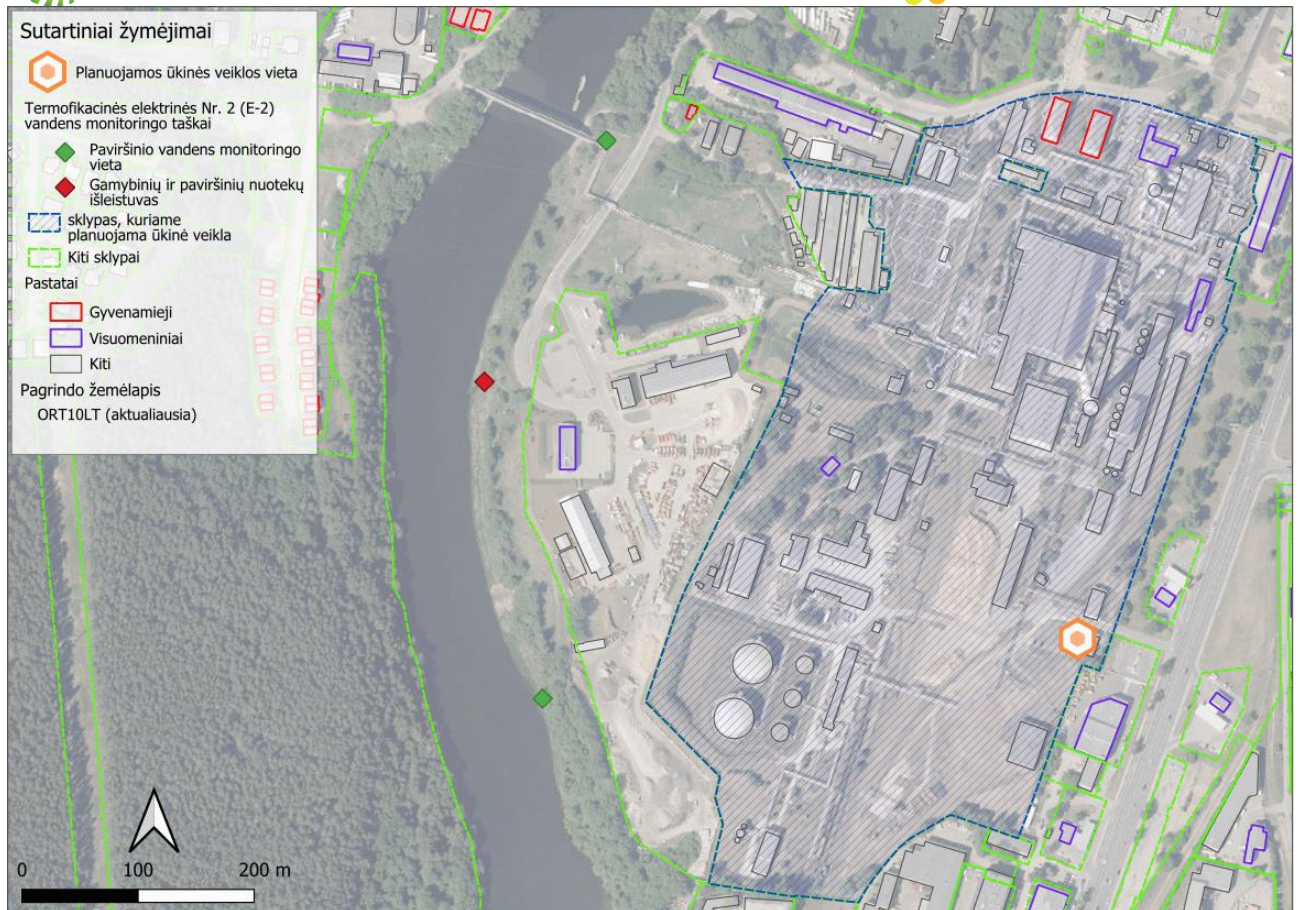 Sutartiniai žymėjimai
Planuojamos ūkinės veiklos vieta
Termofikacinės elektrinės Nr. 2 (E-2)
vandens monitoringo taškai
Paviršinio vandens monitoringo
vieta
Gamybinių ir paviršinių nuotekų
išleistuvas
sklypas, kuriame
planuojama ūkinė veikla
Kiti sklypai
Pastatai
Gyvenamieji
Visuomeniniai
Kiti
Pagrindo žemėlapis
ORT10LT (aktualiausia)
0 100 200 m